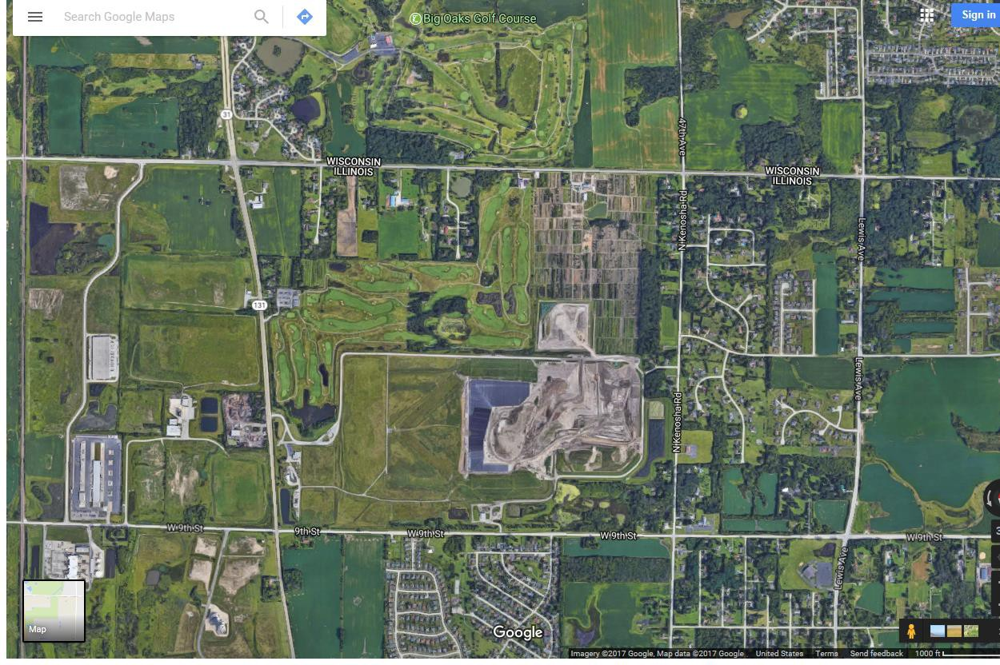 Search Google Maps
Big Oaks Golf Course
Sign in
31
47th Ave
WISCONSIN
ILLINOIS
WISCONSIN
ILLINOIS
N Kenosha Rd
Lewis Ave
131
Lewis Ave
N Kenosha Rd
W 9th St
9th St
W 9th St
W 9th St
W 9th St
Lewis Ave
Map
Google
Imagery ©2017 Google, Map data ©2017 Google United States Terms Send feedback 1000 ft